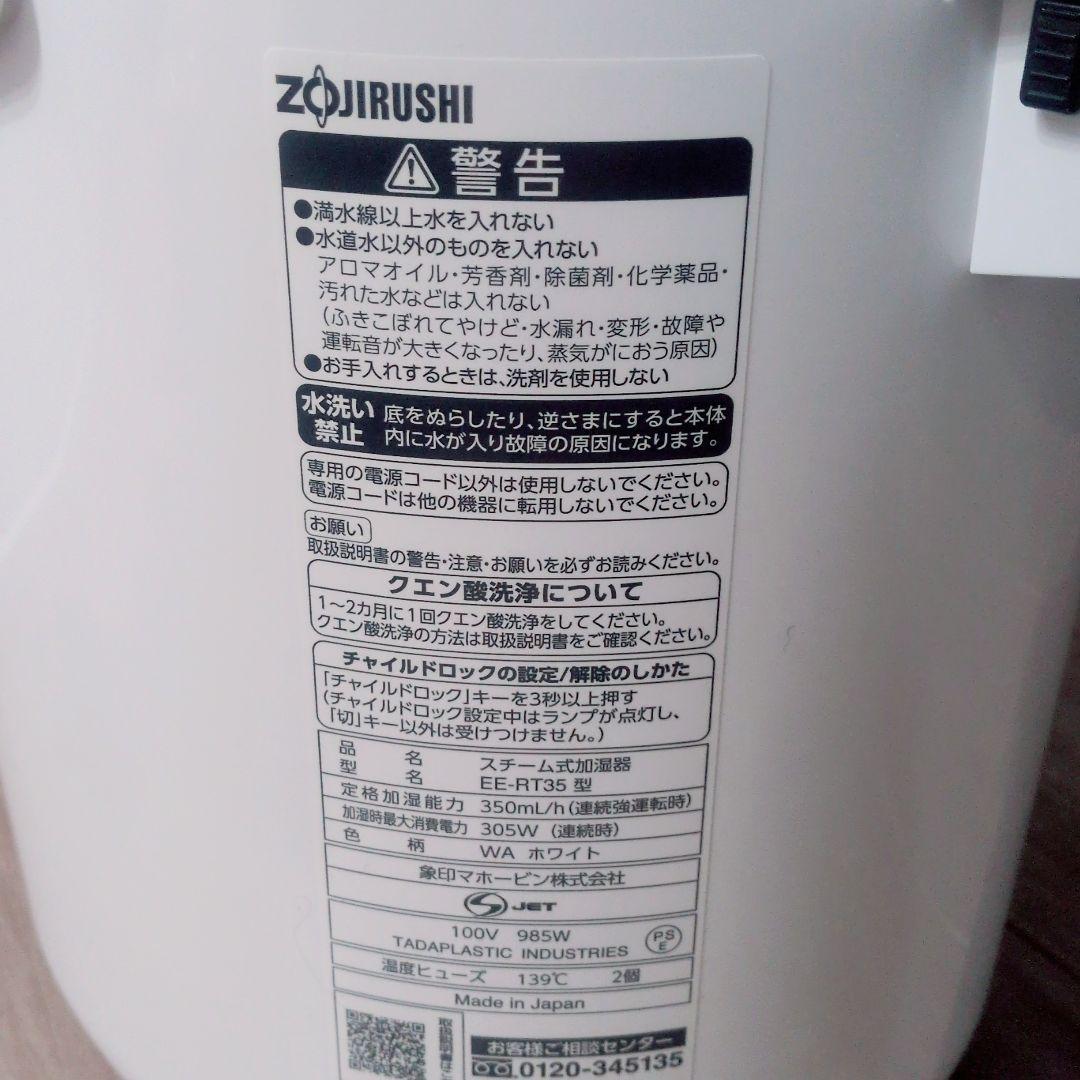 ZOJIRUSHI
警告
●満水線以上水を入れない
●水道水以外のものを入れない
アロマオイル・芳香剤・除菌剤・化学薬品・
汚れた水などは入れない
(ふきこぼれてやけど・水漏れ・変形・故障や
運転音が大きくなったり、蒸気がにおう原因)
●お手入れするときは、洗剤を使用しない
水洗い
禁止
底をぬらしたり、逆さまにすると本体
内に水が入り故障の原因になります。
専用の電源コード以外は使用しないでください。
電源コードは他の機器に転用しないでください。
お願い
取扱説明書の警告・注意・お願いを必ずお読みください。
クエン酸洗浄について
1~2カ月に1回クエン酸洗浄をしてください。
クエン酸洗浄の方法は取扱説明書をご確認ください。
チャイルドロックの設定/解除のしかた
「チャイルドロック」キーを3秒以上押す
(チャイルドロック設定中はランプが点灯し、
「切」キー以外は受けつけません。)
品名 スチーム式加湿器
型名 EE-RT35 型
定格加湿能力 350mL/h(連続強運転時)
加湿時最大消費電力 305W (連続時)
色柄 WA ホワイト
象印マホービン株式会社
S JET
100V 985W
TADAPLASTIC INDUSTRIES
PS
E
温度ヒューズ 139℃ 2個
Made in Japan
お客様ご相談センター
0120-345135